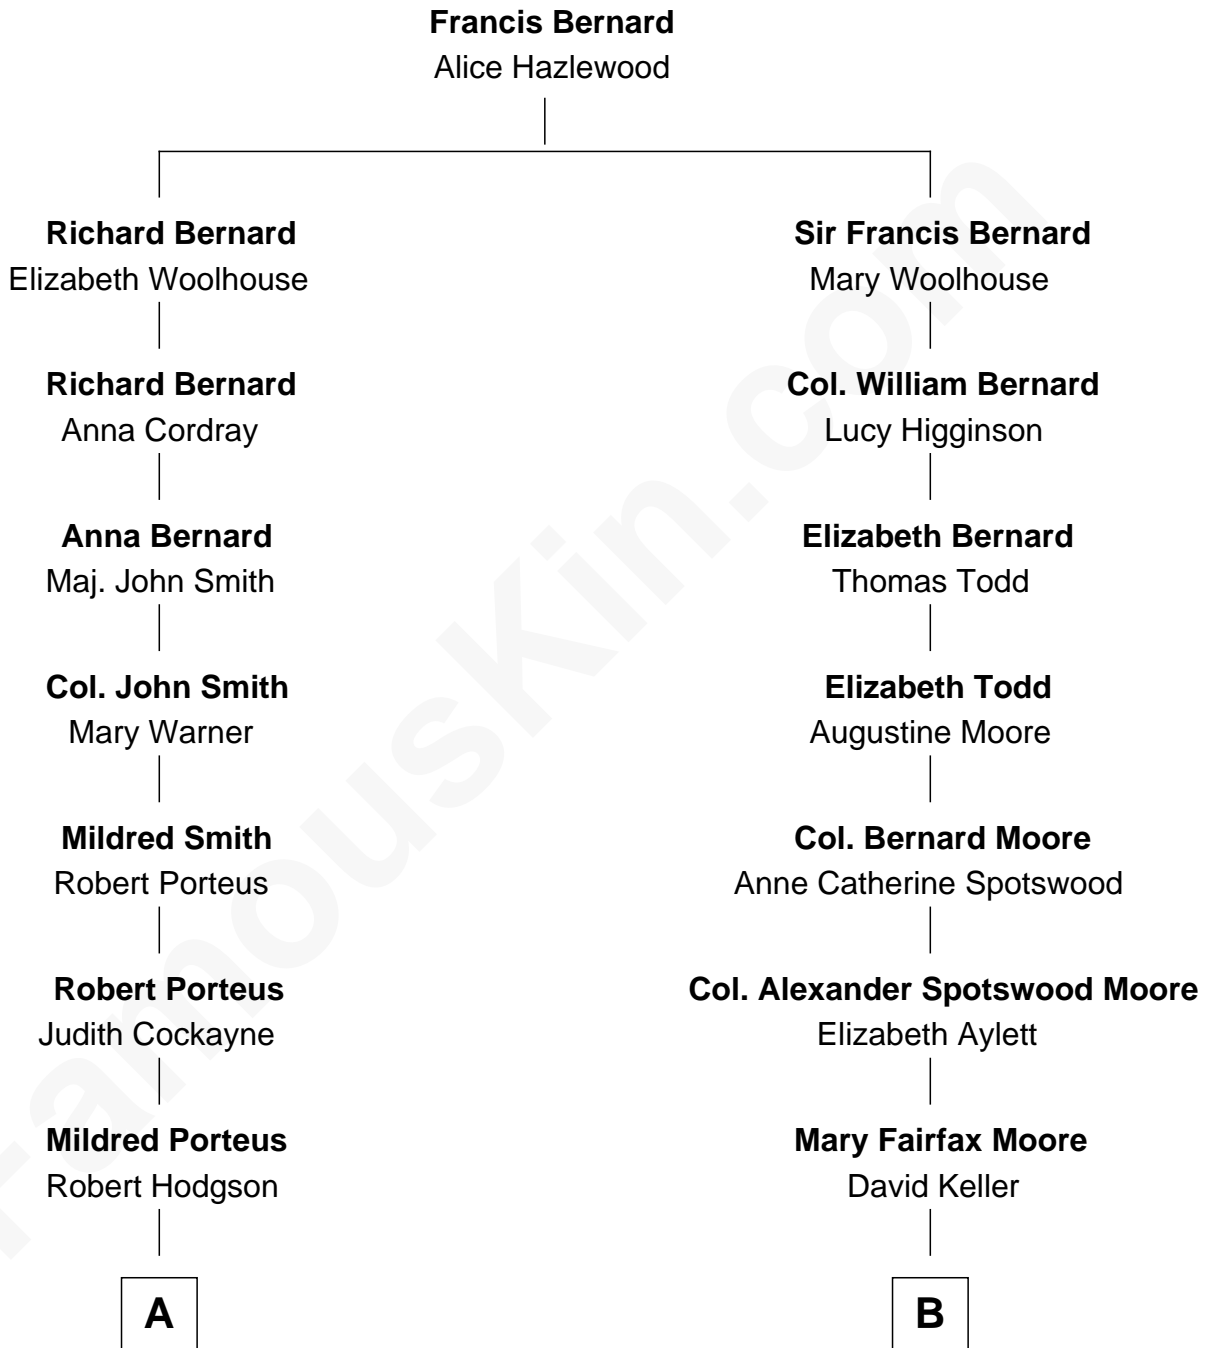 Francis Bernard
Alice Hazlewood
Richard Bernard
Elizabeth Woolhouse
Sir Francis Bernard
Mary Woolhouse
Richard Bernard
Anna Cordray
Col. William Bernard
Lucy Higginson
Anna Bernard
Maj. John Smith
Elizabeth Bernard
Thomas Todd
Col. John Smith
Mary Warner
Elizabeth Todd
Augustine Moore
Mildred Smith
Robert Porteus
Col. Bernard Moore
Anne Catherine Spotswood
Robert Porteus
Judith Cockayne
Col. Alexander Spotswood Moore
Elizabeth Aylett
Mildred Porteus
Robert Hodgson
Mary Fairfax Moore
David Keller
A
B
FamousKin.com